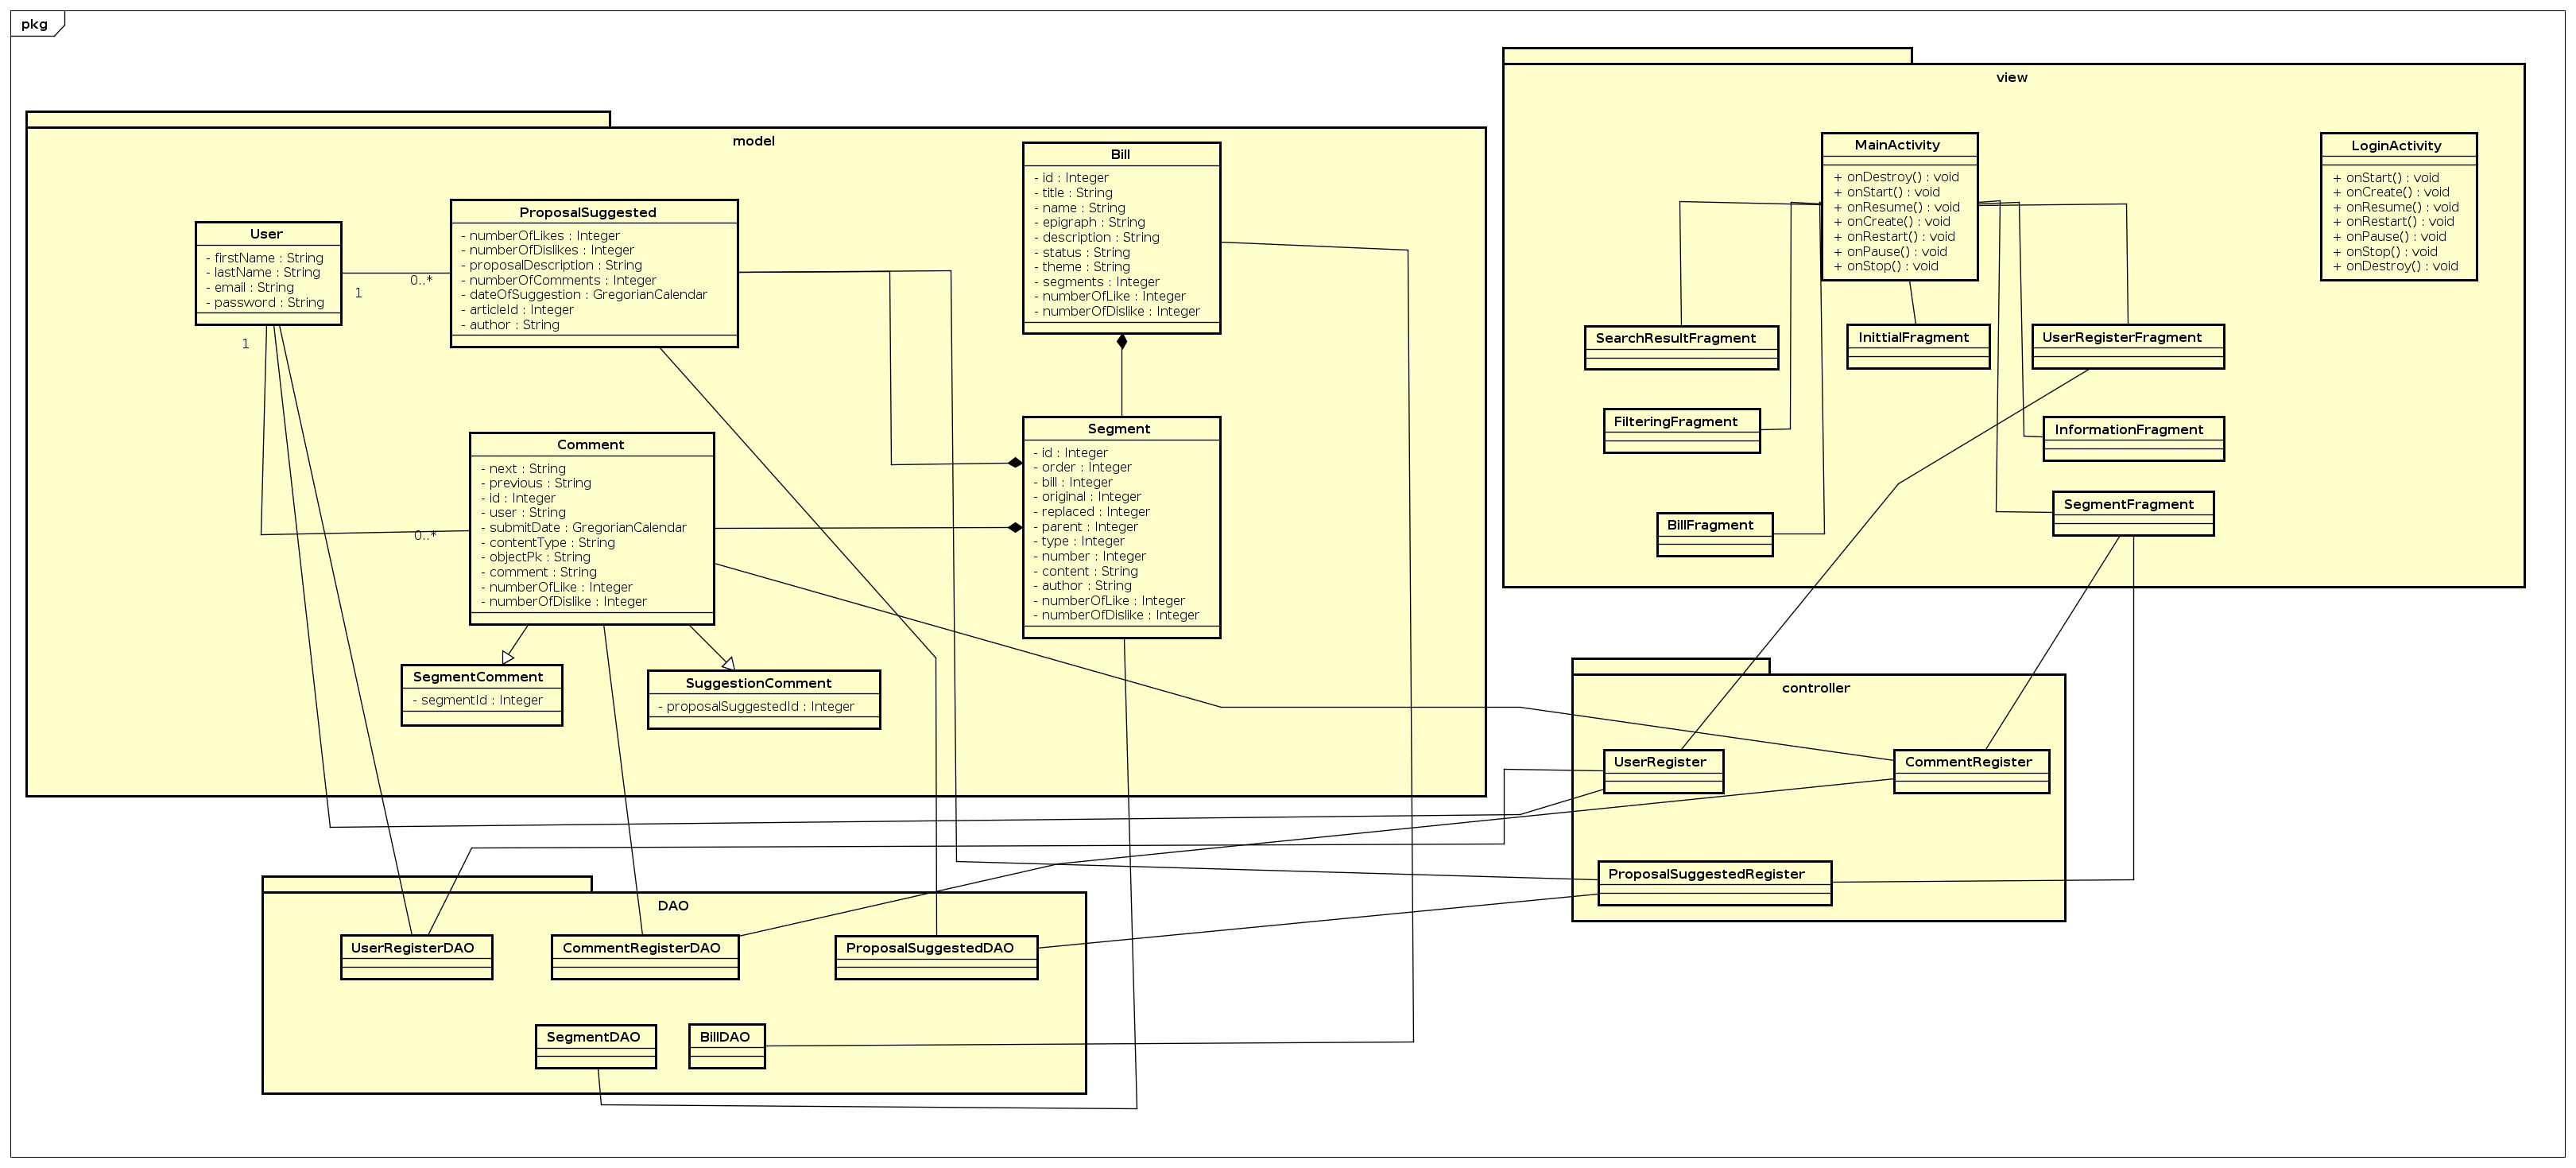 pkg
model
User
- firstName : String
- lastName : String
- email : String
- password : String
1
0..*
1
ProposalSuggested
- numberOfLikes : Integer
- numberOfDislikes : Integer
- proposalDescription : String
- numberOfComments : Integer
- dateOfSuggestion : GregorianCalendar
- articleId : Integer
- author : String
Bill
- id : Integer
- title : String
- name : String
- epigraph : String
- description : String
- status : String
- theme : String
- segments : Integer
- numberOfLike : Integer
- numberOfDislike : Integer
Comment
- next : String
- previous : String
- id : Integer
- user : String
- submitDate : GregorianCalendar
- contentType : String
- objectPk : String
- comment : String
- numberOfLike : Integer
- numberOfDislike : Integer
0..*
Segment
- id : Integer
- order : Integer
- bill : Integer
- original : Integer
- replaced : Integer
- parent : Integer
- type : Integer
- number : Integer
- content : String
- author : String
- numberOfLike : Integer
- numberOfDislike : Integer
SegmentComment
- segmentId : Integer
SuggestionComment
- proposalSuggestedId : Integer
view
MainActivity
+ onDestroy() : void
+ onStart() : void
+ onResume() : void
+ onCreate() : void
+ onRestart() : void
+ onPause() : void
+ onStop() : void
LoginActivity
+ onStart() : void
+ onCreate() : void
+ onResume() : void
+ onRestart() : void
+ onPause() : void
+ onStop() : void
+ onDestroy() : void
SearchResultFragment
InittialFragment
UserRegisterFragment
FilteringFragment
InformationFragment
BillFragment
SegmentFragment
controller
UserRegister
CommentRegister
ProposalSuggestedRegister
DAO
UserRegisterDAO
CommentRegisterDAO
ProposalSuggestedDAO
SegmentDAO
BillDAO